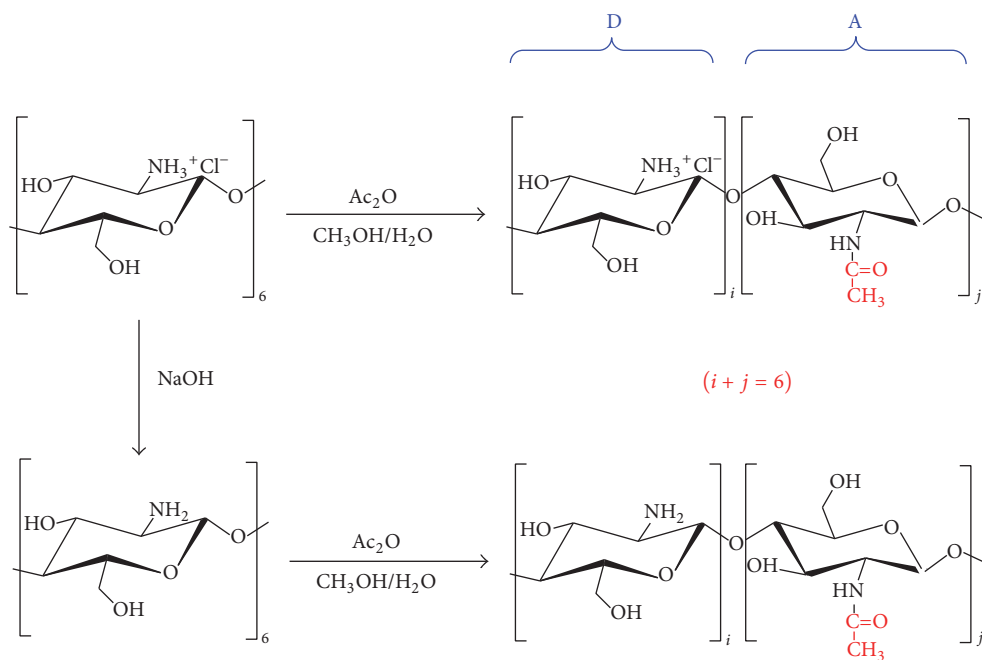 D A
OH
NH₃⁺Cl⁻ NH₃⁺Cl⁻
HO O Ac₂O HO O O O
O CH₃OH/H₂O O OH HN
OH OH C=O
6 i CH₃ j
NaOH (i + j = 6)
OH
NH₂ NH₂
HO O Ac₂O HO O O O
O CH₃OH/H₂O O OH HN
OH OH C=O
6 i CH₃ j